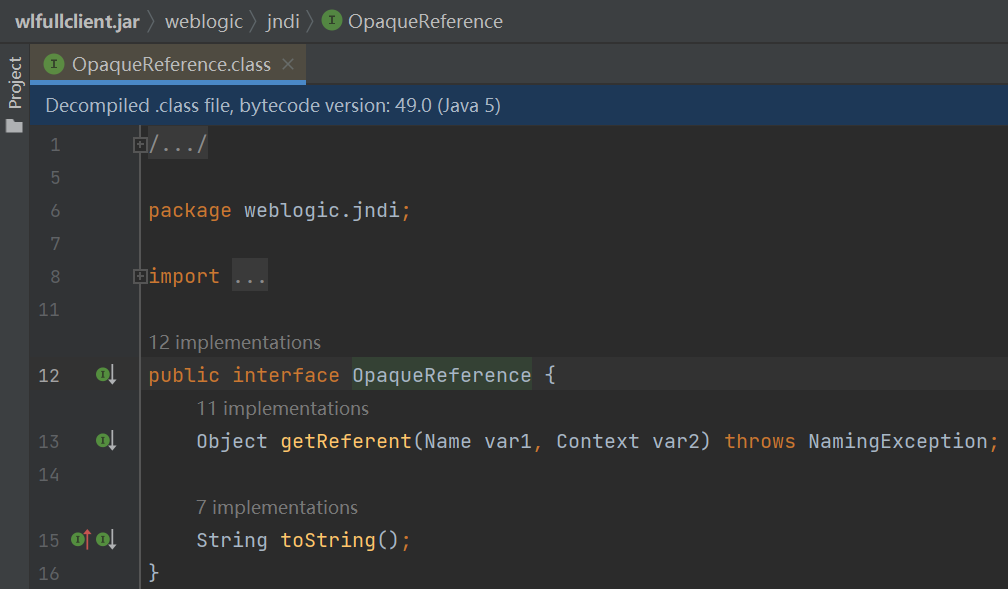 wlfullclient.jar weblogic jndi I OpaqueReference
Project
I OpaqueReference.class
Decompiled .class file, bytecode version: 49.0 (Java 5)
1 /.../
5
6 package weblogic.jndi;
7
8 import ...
11
12 implementations
12 public interface OpaqueReference {
11 implementations
13 Object getReferent(Name var1, Context var2) throws NamingException;
14
7 implementations
15 String toString();
16 }